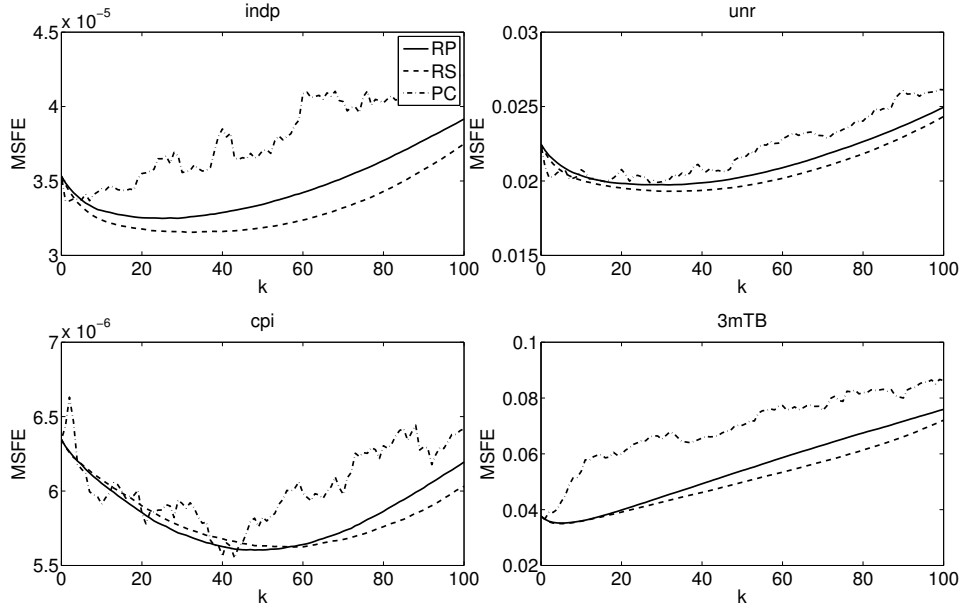 indp
x 10⁻⁵
4.5
4
3.5
3
MSFE
0 20 40 60 80 100
k
RP
RS
PC
unr
0.03
0.025
0.02
0.015
MSFE
0 20 40 60 80 100
k
cpi
x 10⁻⁶
7
6.5
6
5.5
MSFE
0 20 40 60 80 100
k
3mTB
0.1
0.08
0.06
0.04
0.02
MSFE
0 20 40 60 80 100
k